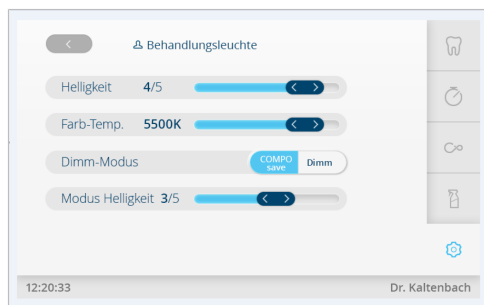 Behandlungsleuchte
Helligkeit 4/5
Farb-Temp. 5500K
Dimm-Modus COMPO save Dimm
Modus Helligkeit 3/5
12:20:33 Dr. Kaltenbach